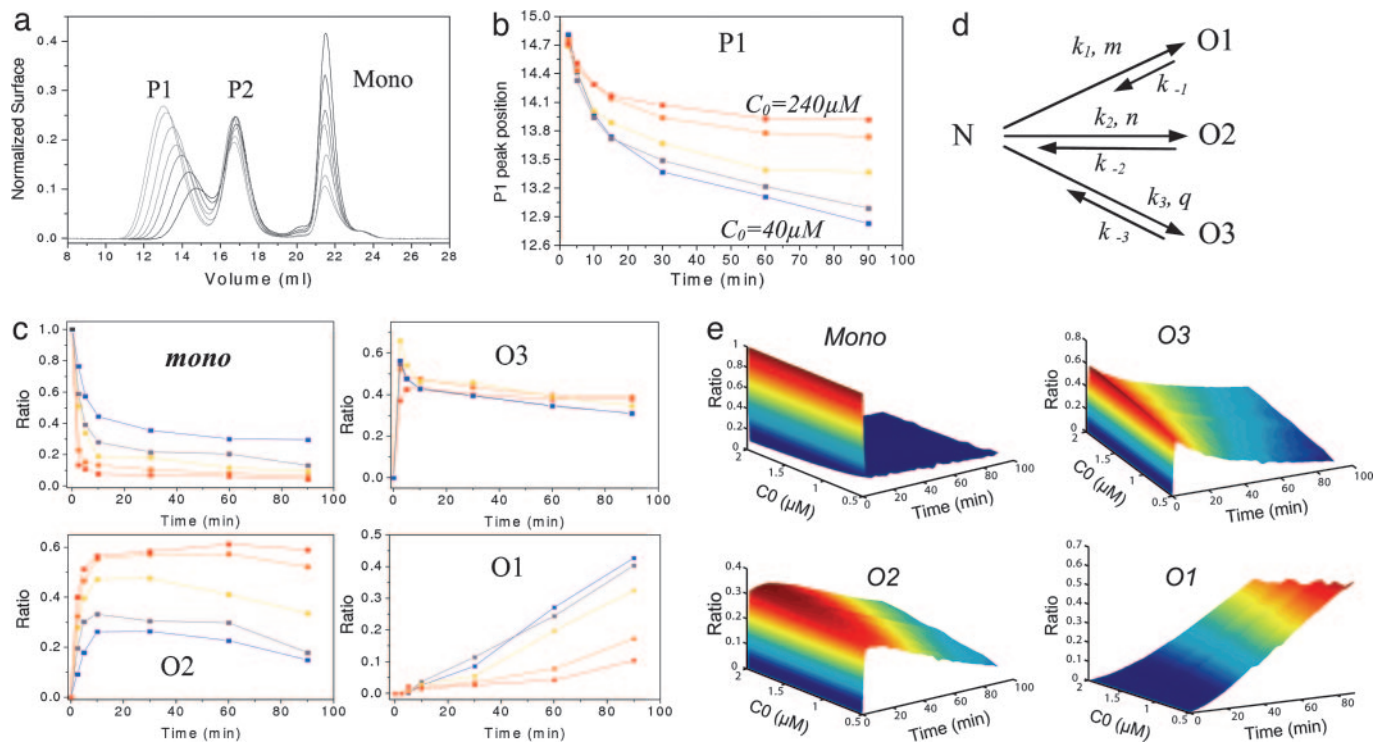 a
Normalized Surface
0.4
0.3
0.2
0.1
0.0
P1
P2
Mono
8 12 14 16 18 20 22 24 26 28
Volume (ml)
b
P1 peak position
15.0
14.7
14.4
14.1
13.8
13.5
13.2
12.9
12.6
P1
C₀=240μM
C₀=40μM
0 10 20 30 40 50 60 70 80 90 100
Time (min)
d
N
k₁, m
k -1
O1
k₂, n
k -2
O2
k₃, q
k -3
O3
c
Ratio
1.0
0.9
0.8
0.7
0.6
0.5
0.4
0.3
0.2
0.1
0.0
mono
0 20 40 60 80 100
Time (min)
Ratio
0.6
0.4
0.2
0.0
O3
0 20 40 60 80 100
Time (min)
Ratio
0.6
0.4
0.2
0.0
O2
0 20 40 60 80 100
Time (min)
Ratio
0.5
0.4
0.3
0.2
0.1
0.0
O1
0 20 40 60 80 100
Time (min)
e
Mono
Ratio
1
0.8
0.6
0.4
0.2
0
2
1.5
1
0.5
C0 (μM)
0 20 40 60 80 100
Time (min)
O3
Ratio
0.8
0.6
0.4
0.2
0
2
1.5
1
0.5
C0 (μM)
0 20 40 60 80 100
Time (min)
O2
Ratio
0.4
0.3
0.2
0.1
0
2
1.5
1
0.5
C0 (μM)
0 20 40 60 80 100
Time (min)
O1
Ratio
0.7
0.6
0.5
0.4
0.3
0.2
0.1
0
2
1.5
1
0.5
C0 (μM)
0 20 40 60 80
Time (min)